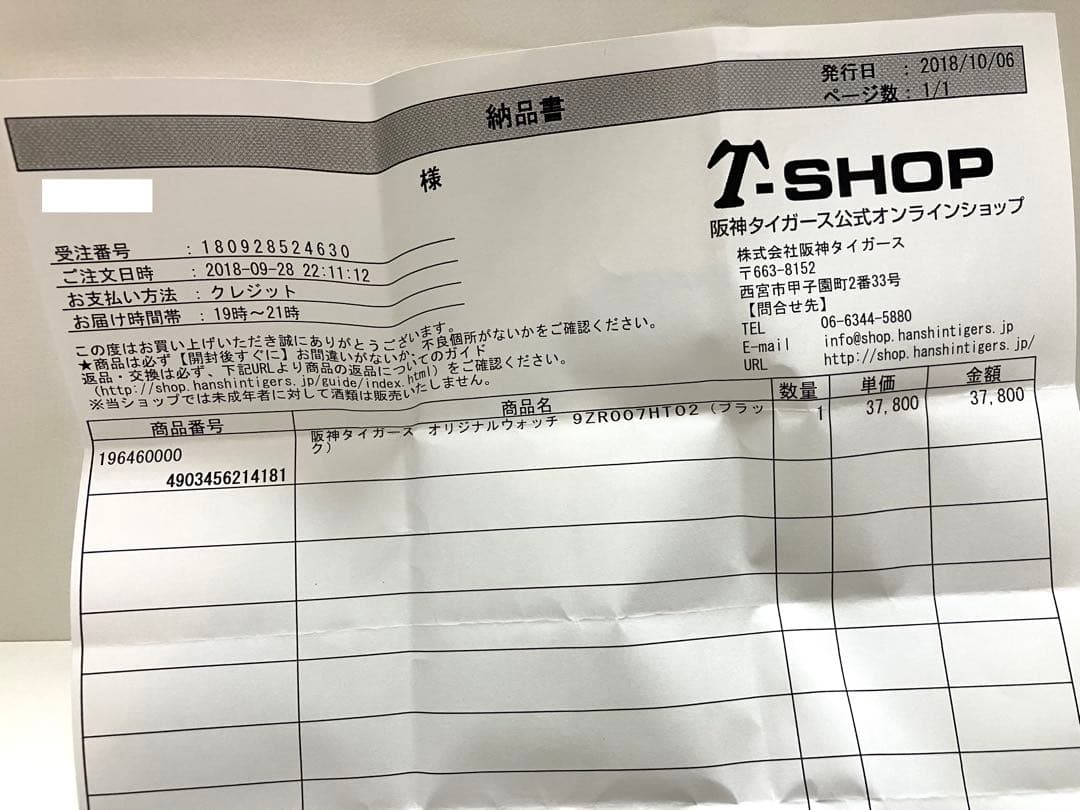 納品書
発行日 : 2018/10/06
ページ数 : 1/1
様
T-SHOP
阪神タイガース公式オンラインショップ
受注番号 : 180928524630
ご注文日時 : 2018-09-28 22:11:12
お支払い方法 : クレジット
お届け時間帯 : 19時~21時
株式会社阪神タイガース
〒663-8152
西宮市甲子園町2番33号
【問合せ先】
TEL 06-6344-5880
E-mail info@shop.hanshintigers.jp
URL http://shop.hanshintigers.jp/
この度はお買い上げいただき誠にありがとうございます。
★商品は必ず【開封後すぐに】お間違いがないか、不良個所がないかをご確認ください。
返品・交換は必ず、下記URLより商品の返品についてのガイド
(http://shop.hanshintigers.jp/guide/index.html)をご確認ください。
※当ショップでは未成年者に対して酒類は販売いたしません。
商品番号 商品名 数量 単価 金額
196460000 阪神タイガース オリジナルウォッチ 9ZR007HT02(ブラッ 1 37,800 37,800
ク)
4903456214181